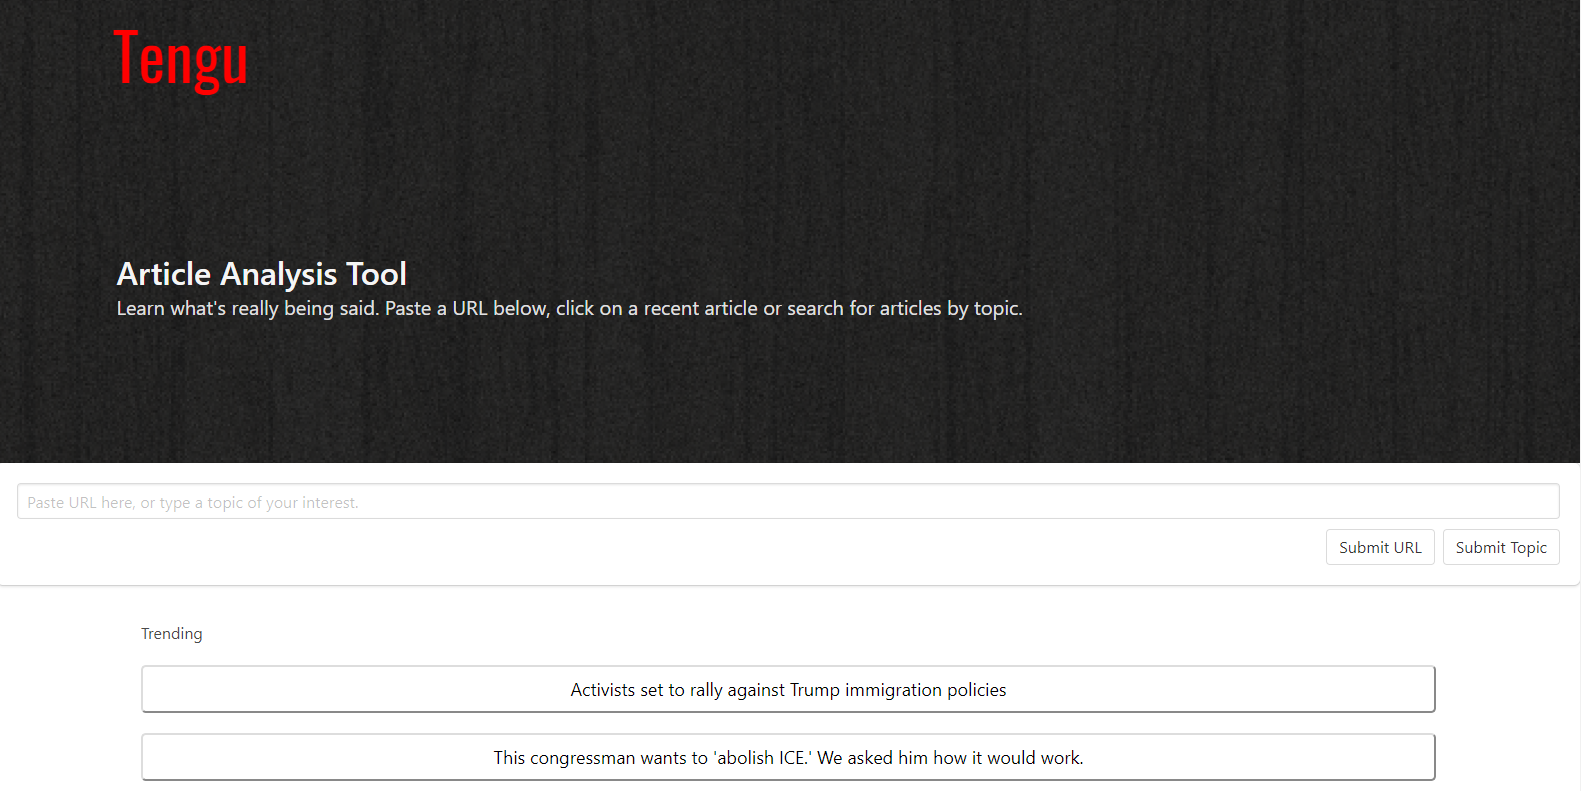 Tengu
Article Analysis Tool
Learn what's really being said. Paste a URL below, click on a recent article or search for articles by topic.
Paste URL here, or type a topic of your interest.
Submit URL
Submit Topic
Trending
Activists set to rally against Trump immigration policies
This congressman wants to 'abolish ICE.' We asked him how it would work.